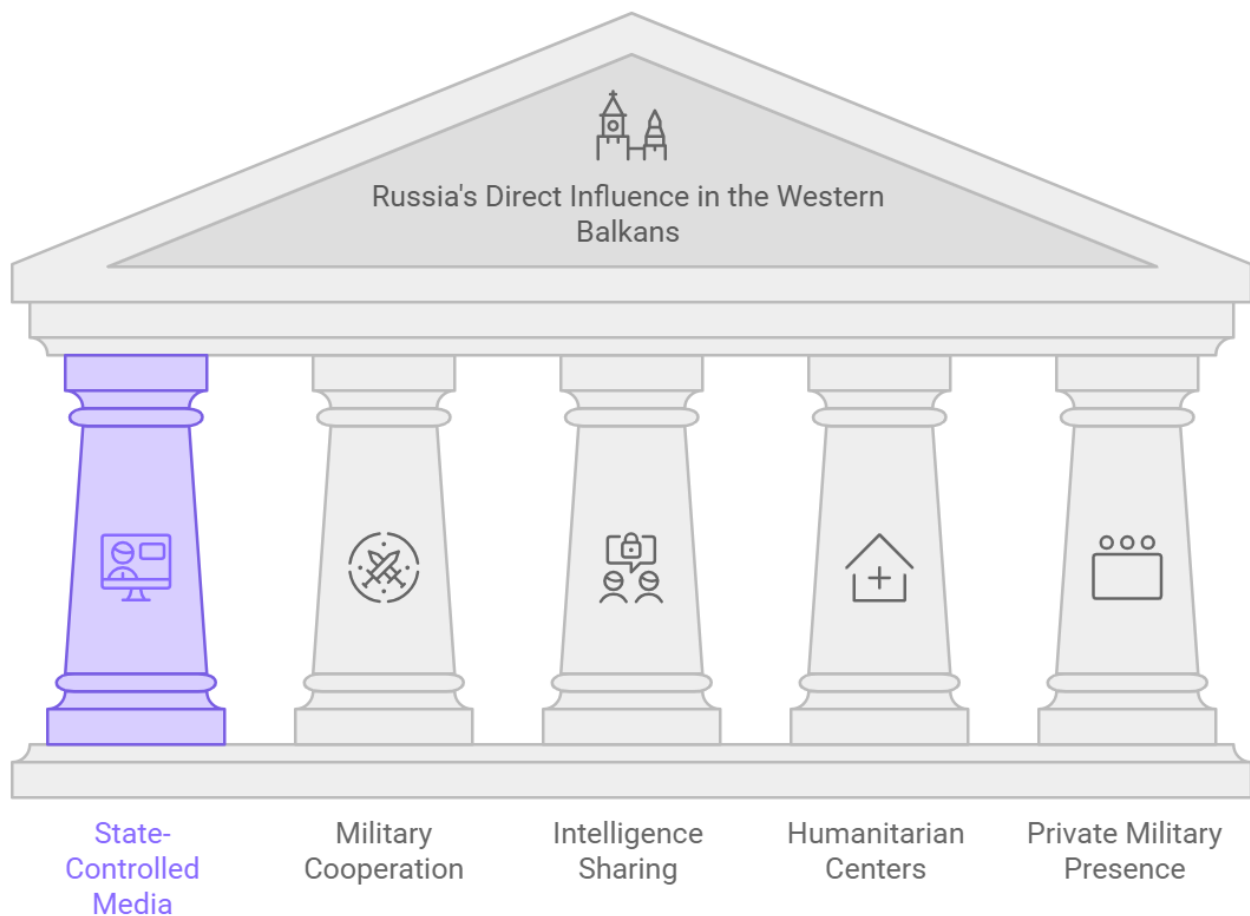 Russia's Direct Influence in the Western
Balkans
State-
Controlled
Media
Military
Cooperation
Intelligence
Sharing
Humanitarian
Centers
Private Military
Presence